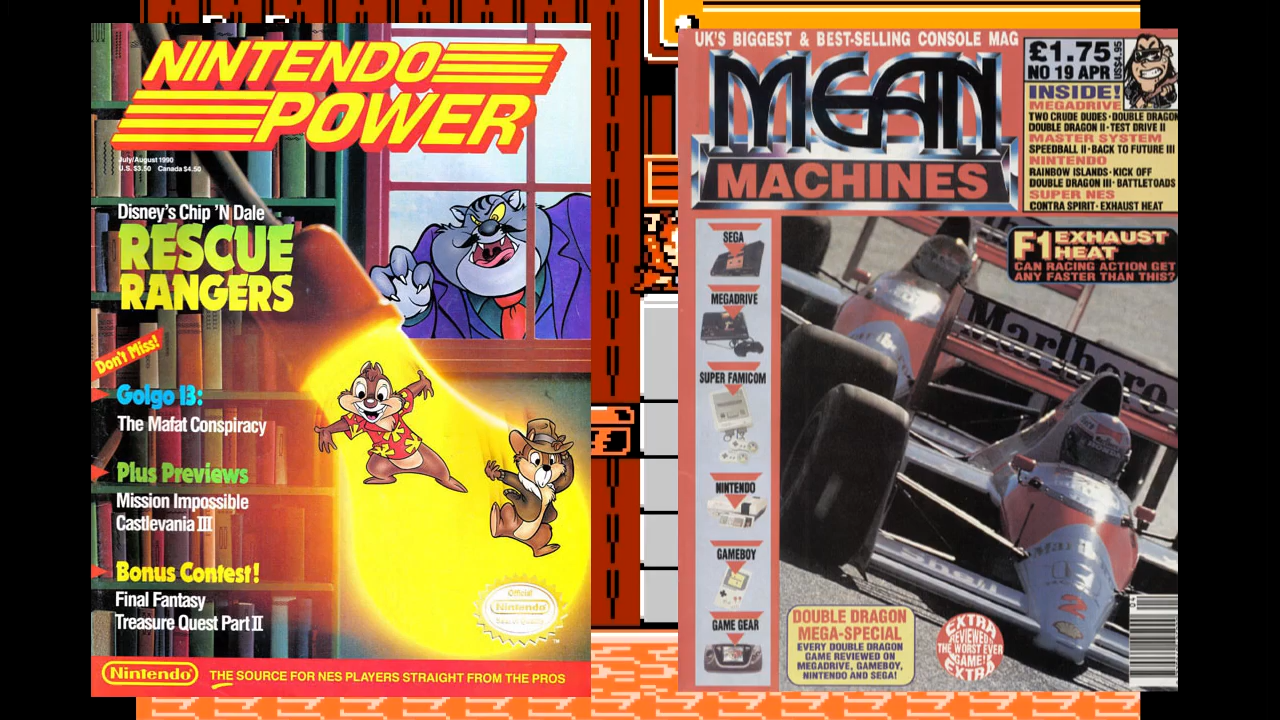 NINTENDO
POWER
July/August 1990
U.S. $3.50 Canada $4.50
Disney's Chip 'N Dale
RESCUE
RANGERS
Don't Miss!
Golgo 13:
The Mafat Conspiracy
Plus Previews
Mission Impossible
Castlevania III
Bonus Contest!
Final Fantasy
Treasure Quest Part II
Official
Nintendo
Seal of Quality
Nintendo
THE SOURCE FOR NES PLAYERS STRAIGHT FROM THE PROS
UK'S BIGGEST & BEST-SELLING CONSOLE MAG
MEAN
MACHINES
£1.75
US$4.95
NO 19 APR
INSIDE!
MEGADRIVE
TWO CRUDE DUDES·DOUBLE DRAGON
DOUBLE DRAGON II·TEST DRIVE II
MASTER SYSTEM
SPEEDBALL II·BACK TO FUTURE III
NINTENDO
RAINBOW ISLANDS·KICK OFF
DOUBLE DRAGON III·BATTLETOADS
SUPER NES
CONTRA SPIRIT·EXHAUST HEAT
F1 EXHAUST
HEAT
CAN RACING ACTION GET
ANY FASTER THAN THIS?
SEGA
MEGADRIVE
SUPER FAMICOM
NINTENDO
GAMEBOY
GAME GEAR
Marlboro
Marl
2
DOUBLE DRAGON
MEGA-SPECIAL
EVERY DOUBLE DRAGON
GAME REVIEWED ON
MEGADRIVE, GAMEBOY,
NINTENDO AND SEGA!
EXTRA
REVIEWED:
THE WORST EVER
GAME!
EXTRA
04